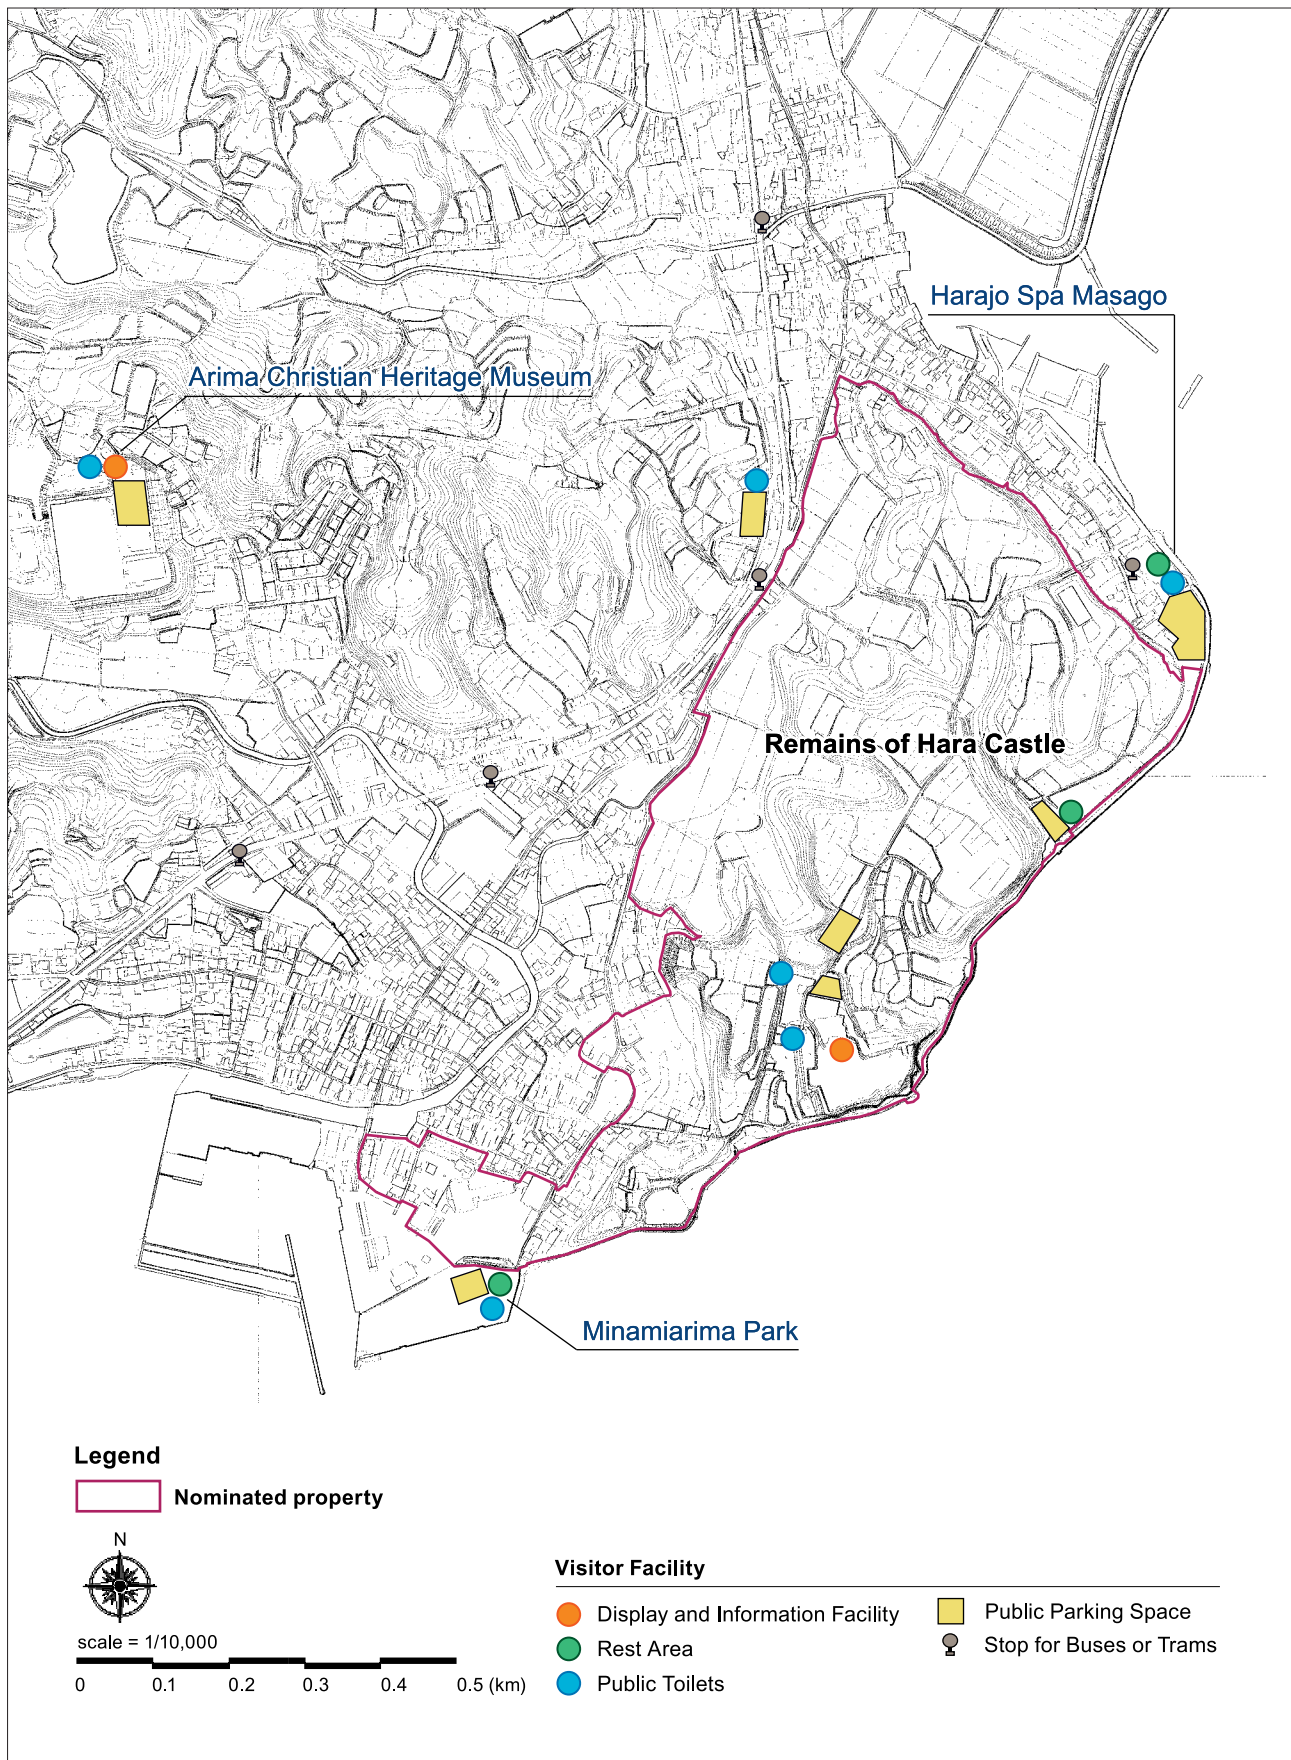 Harajo Spa Masago
Arima Christian Heritage Museum
Remains of Hara Castle
Minamiarima Park
Legend
Nominated property
N
scale = 1/10,000
0 0.1 0.2 0.3 0.4 0.5 (km)
Visitor Facility
Display and Information Facility
Rest Area
Public Toilets
Public Parking Space
Stop for Buses or Trams